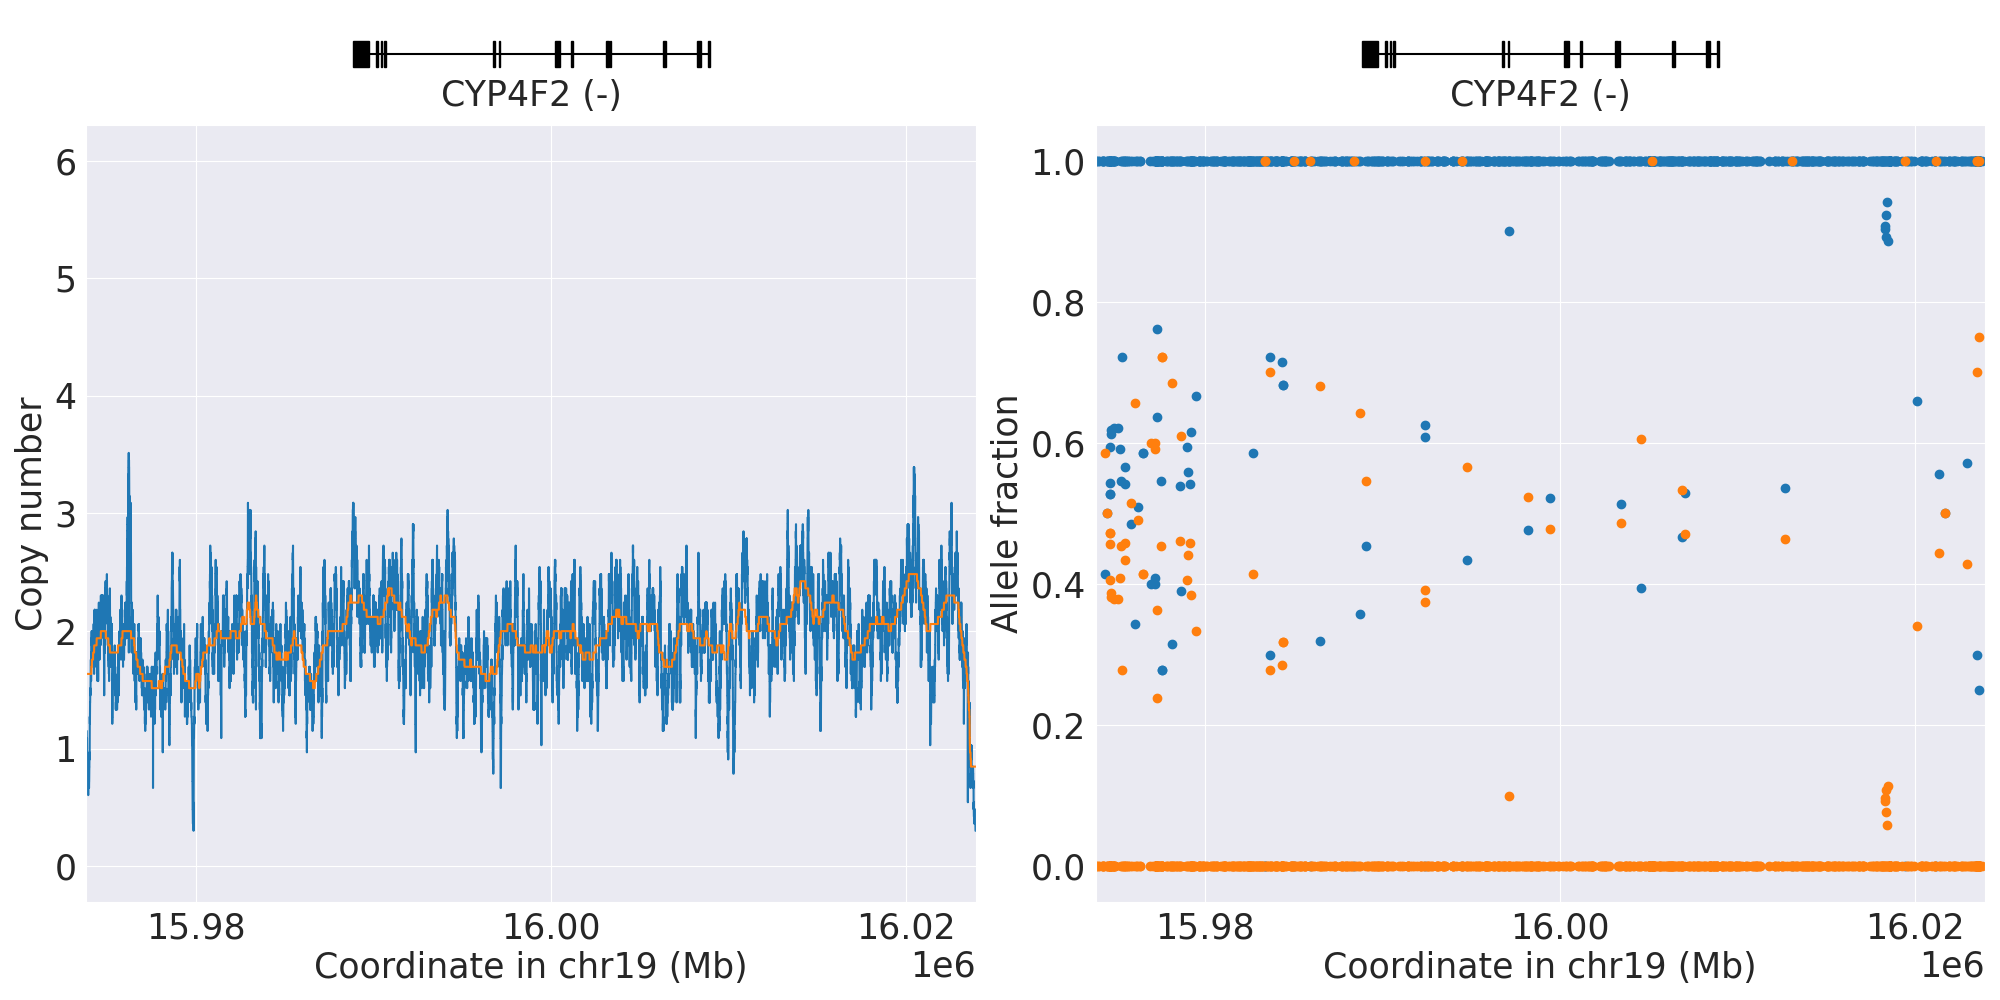 CYP4F2 (-)
CYP4F2 (-)
Copy number
6
5
4
3
2
1
0
15.98
16.00
16.02
Coordinate in chr19 (Mb)
1e6
Allele fraction
1.0
0.8
0.6
0.4
0.2
0.0
15.98
16.00
16.02
Coordinate in chr19 (Mb)
1e6